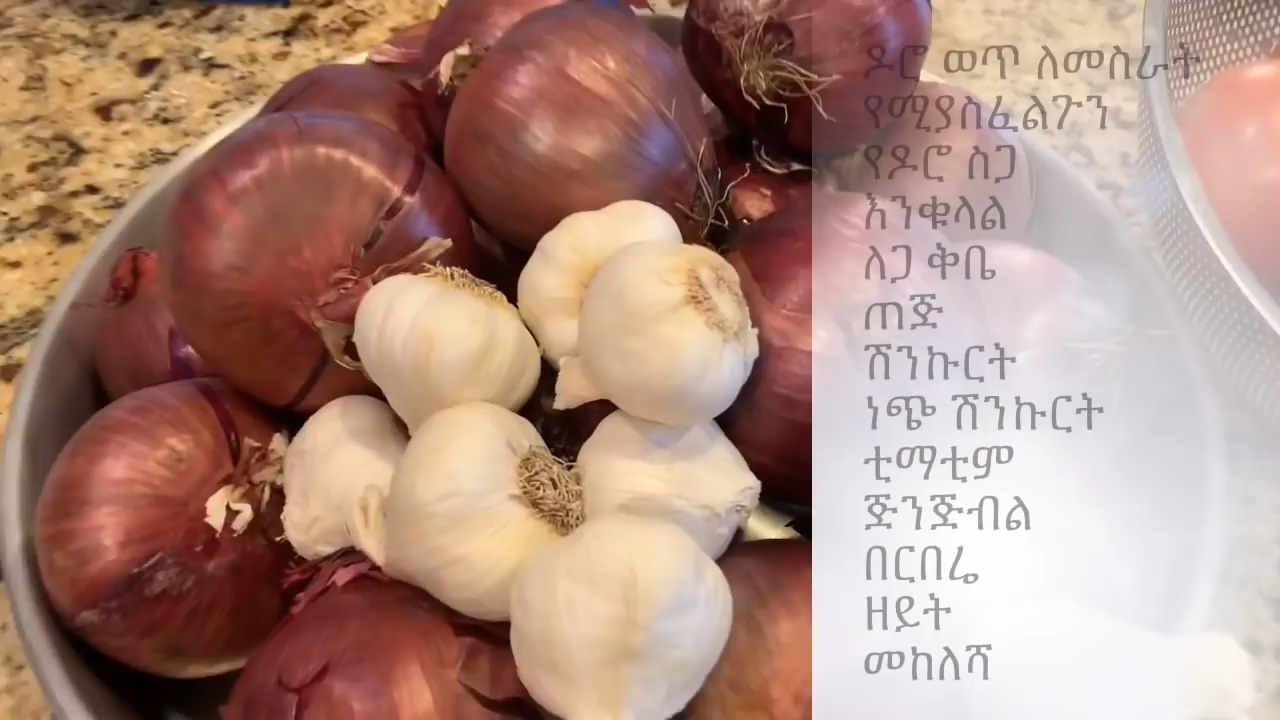 ዶሮ ወጥ ለመስራት
የሚያስፈልጉን
የዶሮ ስጋ
እንቁላል
ለጋ ቅቤ
ጠጅ
ሽንኩርት
ነጭ ሽንኩርት
ቲማቲም
ጅንጅብል
በርበሬ
ዘይት
መከለሻ